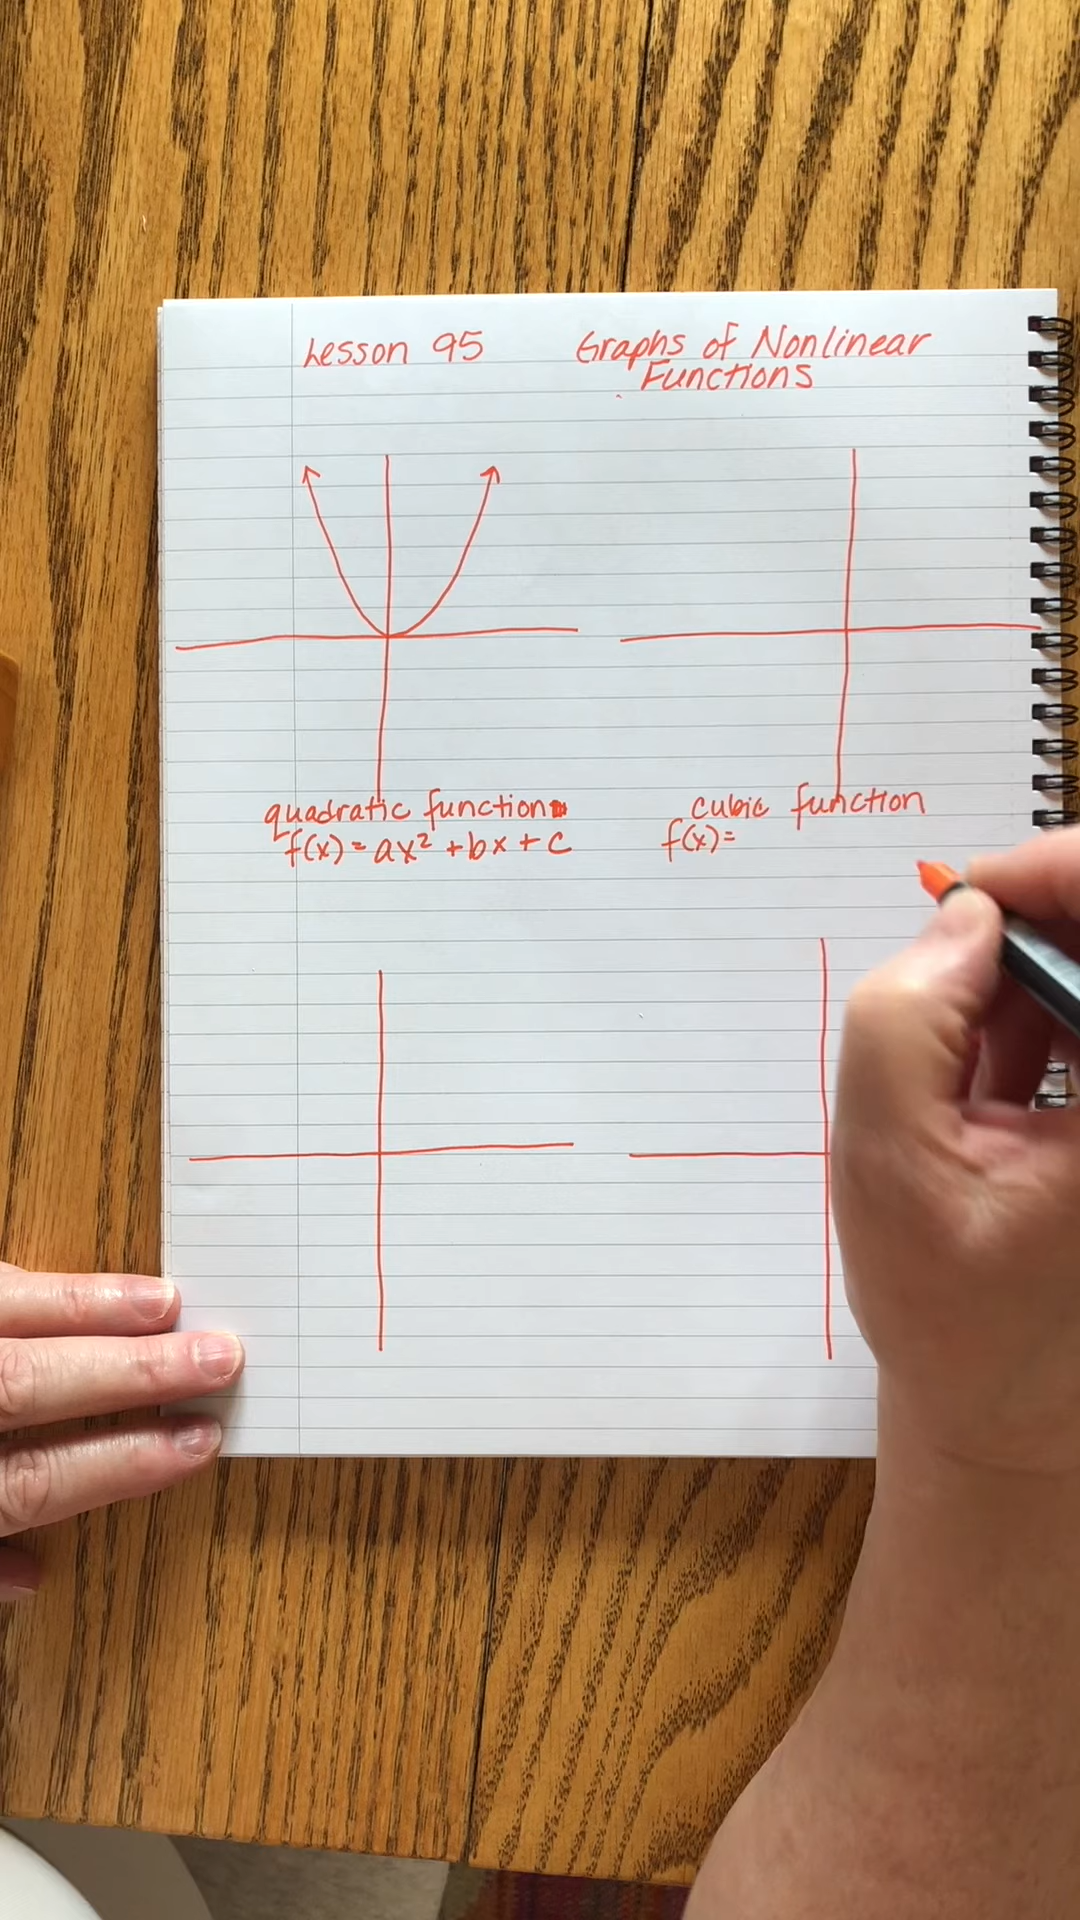 Lesson 95
Graphs of Nonlinear
Functions
quadratic function
f(x) = ax² + bx + c
cubic function
f(x) =